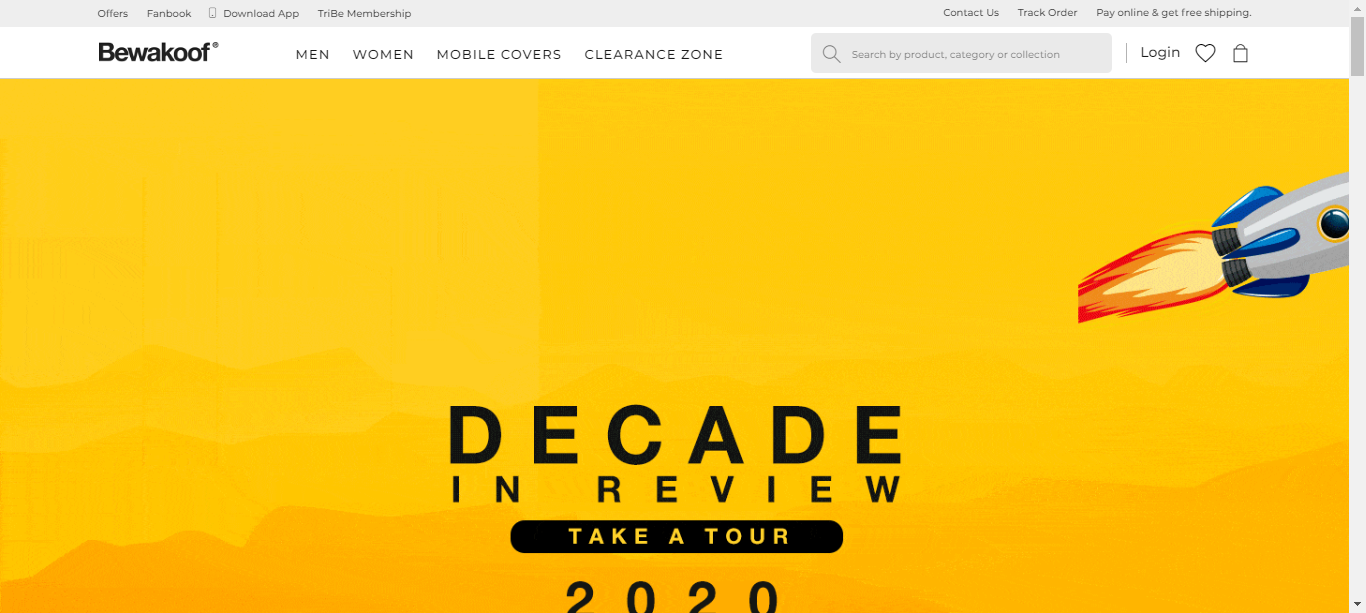 Offers Fanbook Download App TriBe Membership Contact Us Track Order Pay online & get free shipping.
Bewakoof® MEN WOMEN MOBILE COVERS CLEARANCE ZONE Search by product, category or collection Login
DECADE
IN REVIEW
TAKE A TOUR
2020